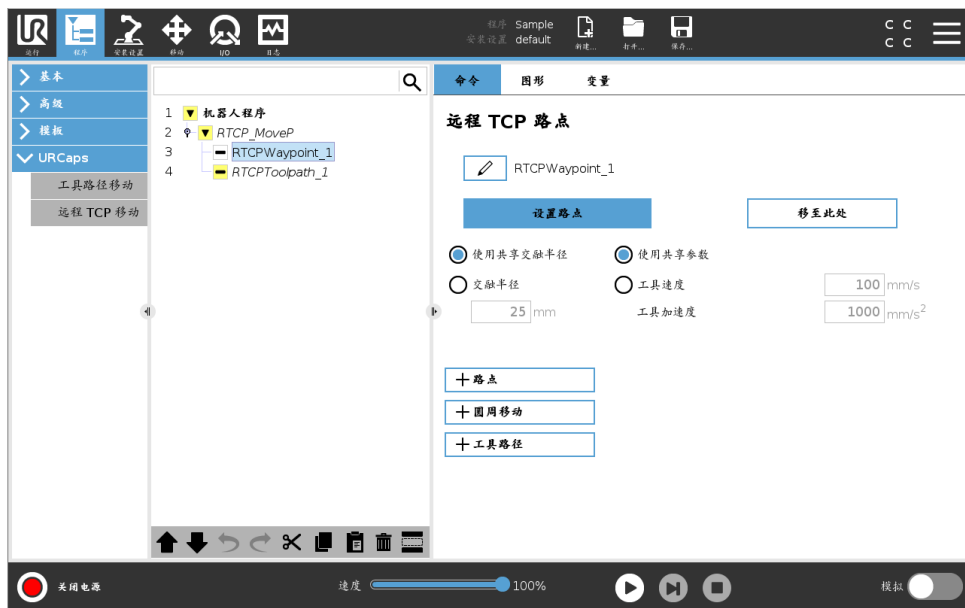 运行 程序 安装设置 移动 I/O 日志
程序 Sample
安装设置 default
新建... 打开... 保存...
C C
C C
基本
高级
模板
URCaps
工具路径移动
远程 TCP 移动
1 机器人程序
2 RTCP_MoveP
3 RTCPWaypoint_1
4 RTCPToolpath_1
命令 图形 变量
远程 TCP 路点
RTCPWaypoint_1
设置路点 移至此处
使用共享交融半径 使用共享参数
交融半径 工具速度 100 mm/s
25 mm 工具加速度 1000 mm/s²
路点
圆周移动
工具路径
关闭电源 速度 100% 模拟